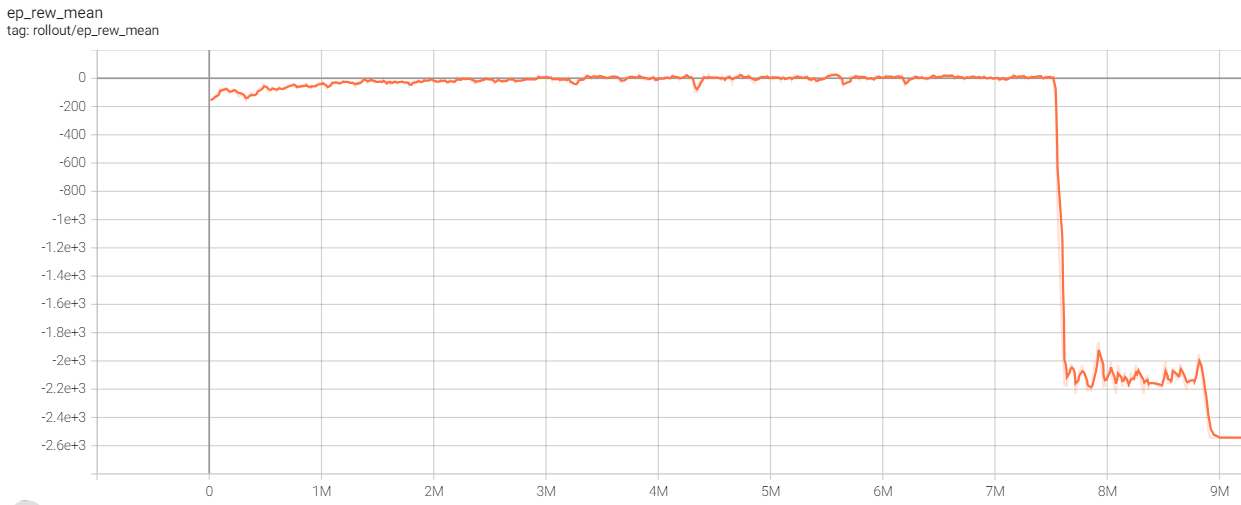 ep_rew_mean
tag: rollout/ep_rew_mean
0
-200
-400
-600
-800
-1e+3
-1.2e+3
-1.4e+3
-1.6e+3
-1.8e+3
-2e+3
-2.2e+3
-2.4e+3
-2.6e+3
0 1M 2M 3M 4M 5M 6M 7M 8M 9M